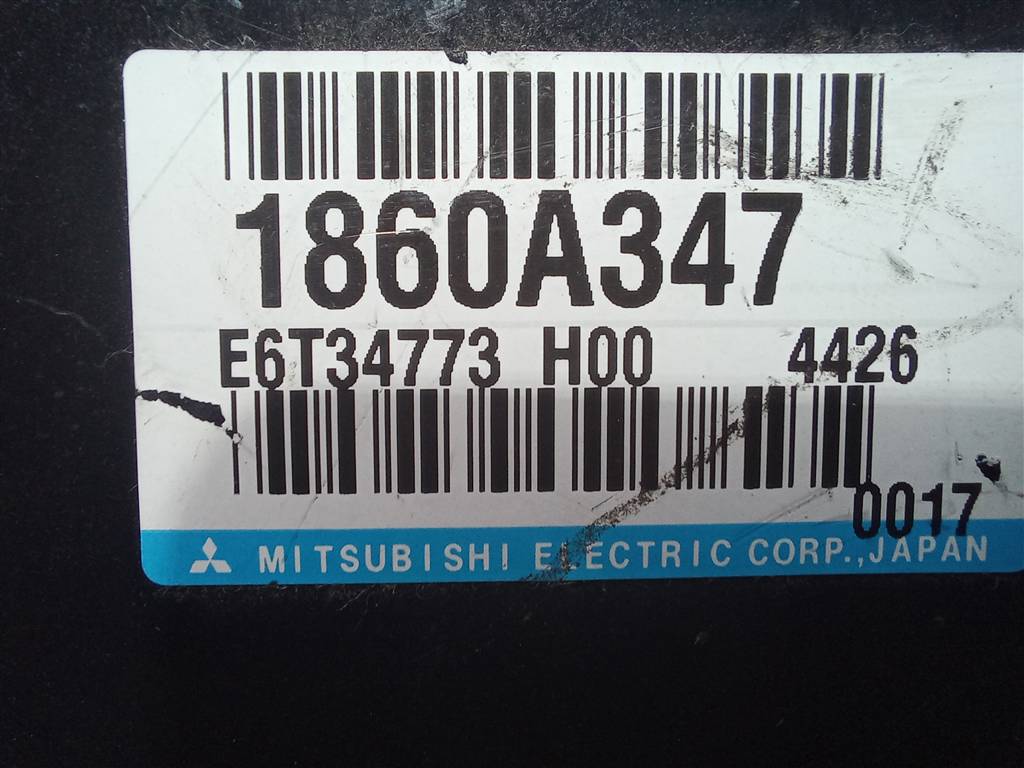 1860A347
E6T34773 H00 4426
0017
MITSUBISHI ELECTRIC CORP., JAPAN